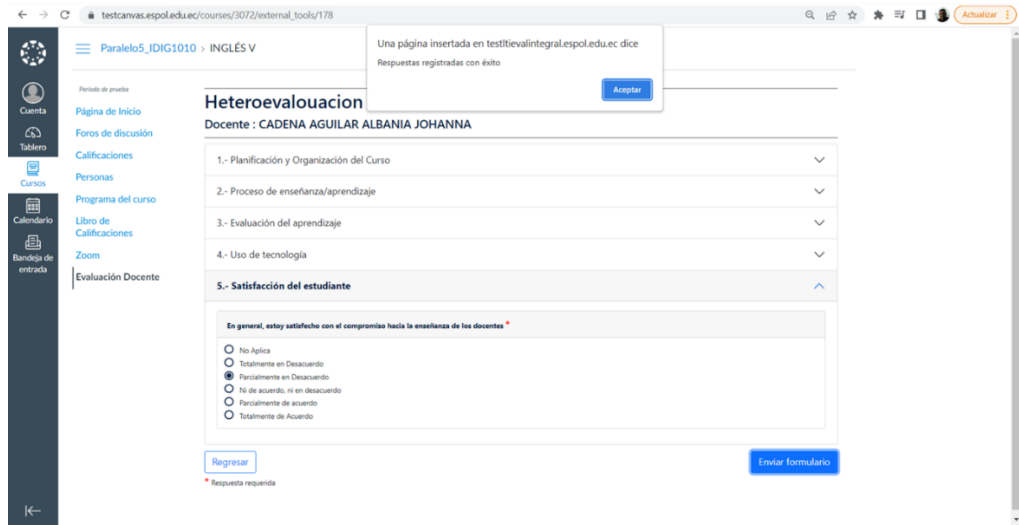 testcanvas.espol.edu.ec/courses/3072/external_tools/178
Actualizar
Una página insertada en testltievalintegral.espol.edu.ec dice
Respuestas registradas con éxito
Aceptar
Paralelo5_IDIG1010 > INGLÉS V
Cuenta
Tablero
Cursos
Calendario
Bandeja de
entrada
Periodo de prueba
Página de Inicio
Foros de discusión
Calificaciones
Personas
Programa del curso
Libro de
Calificaciones
Zoom
Evaluación Docente
Heteroevalouacion
Docente : CADENA AGUILAR ALBANIA JOHANNA
1.- Planificación y Organización del Curso
2.- Proceso de enseñanza/aprendizaje
3.- Evaluación del aprendizaje
4.- Uso de tecnología
5.- Satisfacción del estudiante
En general, estoy satisfecho con el compromiso hacia la enseñanza de los docentes *
No Aplica
Totalmente en Desacuerdo
Parcialmente en Desacuerdo
Ni de acuerdo, ni en desacuerdo
Parcialmente de acuerdo
Totalmente de Acuerdo
Regresar
Enviar formulario
* Respuesta requerida